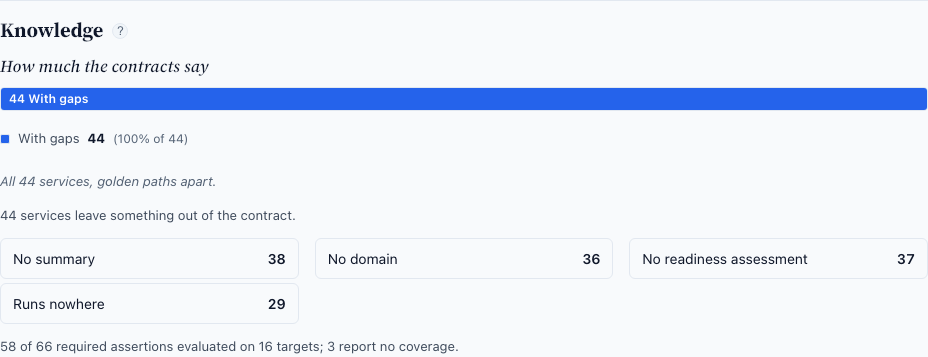 Knowledge ?
How much the contracts say
44 With gaps
With gaps 44 (100% of 44)
All 44 services, golden paths apart.
44 services leave something out of the contract.
No summary 38 No domain 36 No readiness assessment 37
Runs nowhere 29
58 of 66 required assertions evaluated on 16 targets; 3 report no coverage.